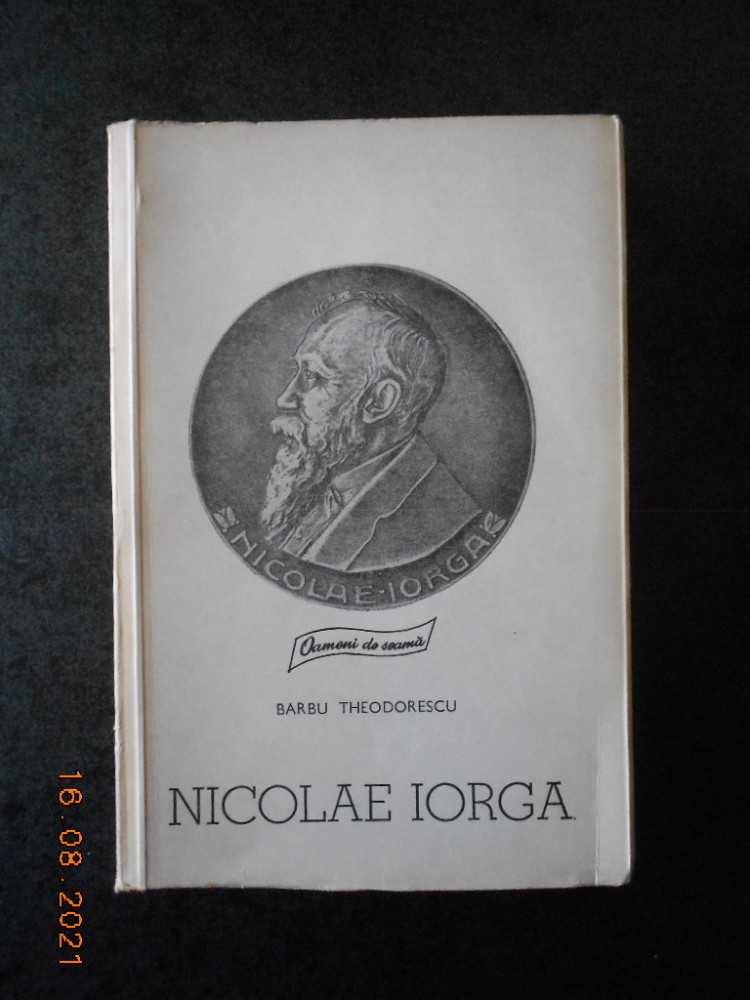 NICOLAE·IORGA
Oameni de seamă
BARBU THEODORESCU
NICOLAE IORGA
16.08.2021